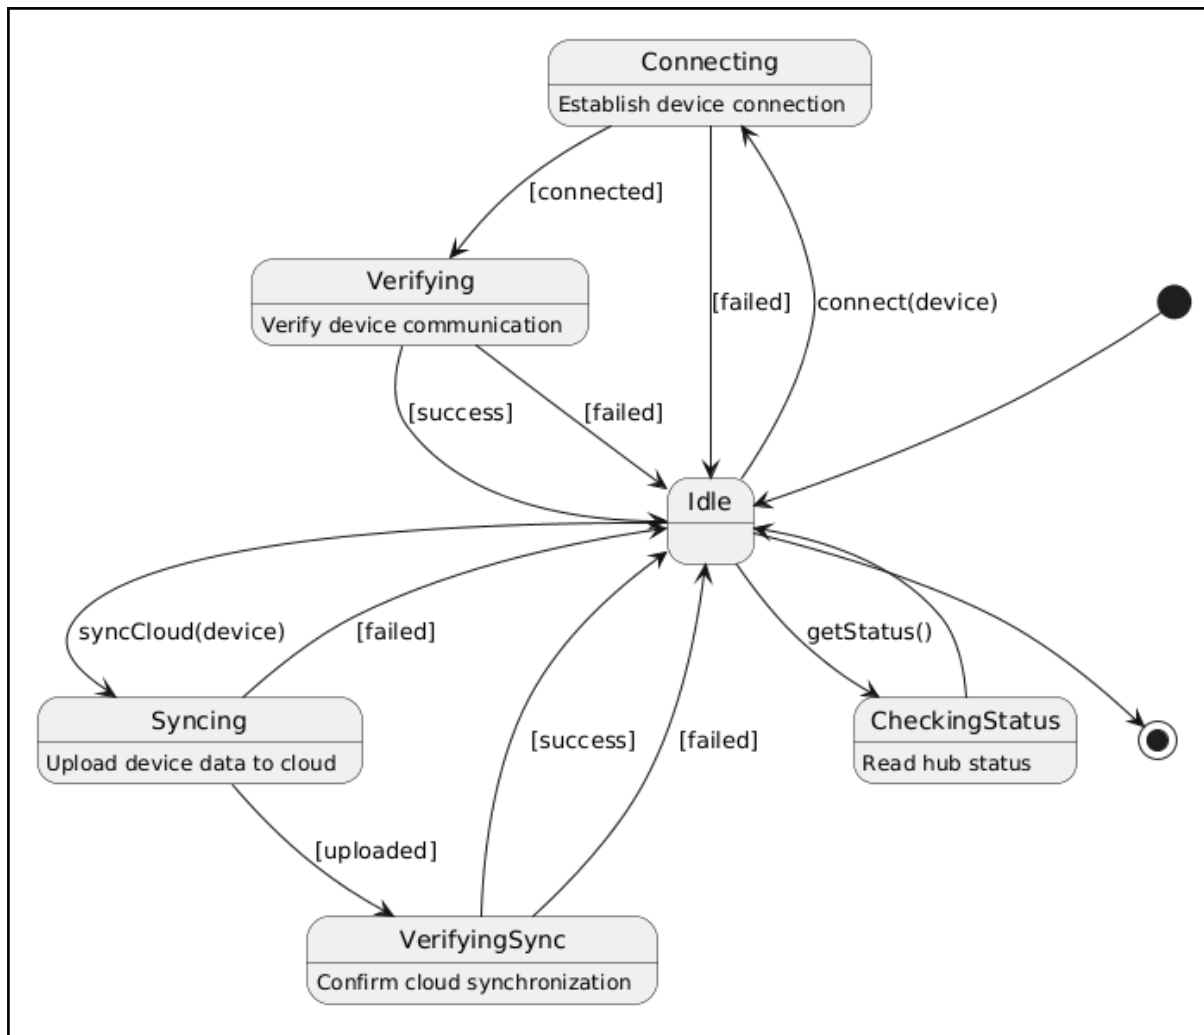 Connecting
Establish device connection
[connected]
Verifying
Verify device communication
[failed]
connect(device)
[success]
[failed]
Idle
syncCloud(device)
[failed]
getStatus()
Syncing
Upload device data to cloud
[success]
[failed]
CheckingStatus
Read hub status
[uploaded]
VerifyingSync
Confirm cloud synchronization